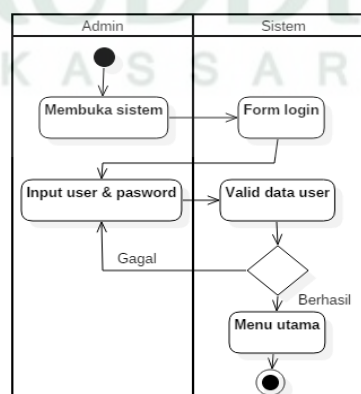 Admin
Sistem
K A S S A R
Membuka sistem
Form login
Input user & pasword
Valid data user
Gagal
Berhasil
Menu utama